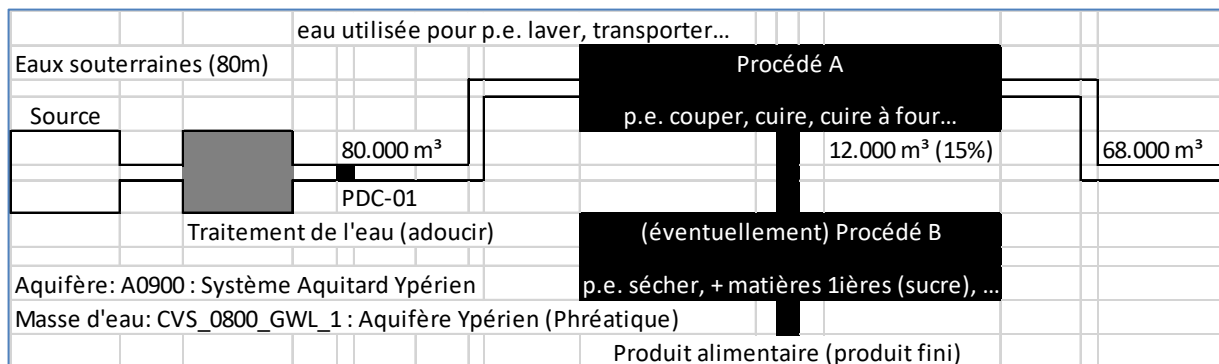 eau utilisée pour p.e. laver, transporter…
Eaux souterraines (80m)
Procédé A
Source
p.e. couper, cuire, cuire à four…
80.000 m³
12.000 m³ (15%)
68.000 m³
PDC-01
Traitement de l'eau (adoucir)
(éventuellement) Procédé B
Aquifère: A0900 : Système Aquitard Ypérien
p.e. sécher, + matières 1ières (sucre), …
Masse d'eau: CVS_0800_GWL_1 : Aquifère Ypérien (Phréatique)
Produit alimentaire (produit fini)